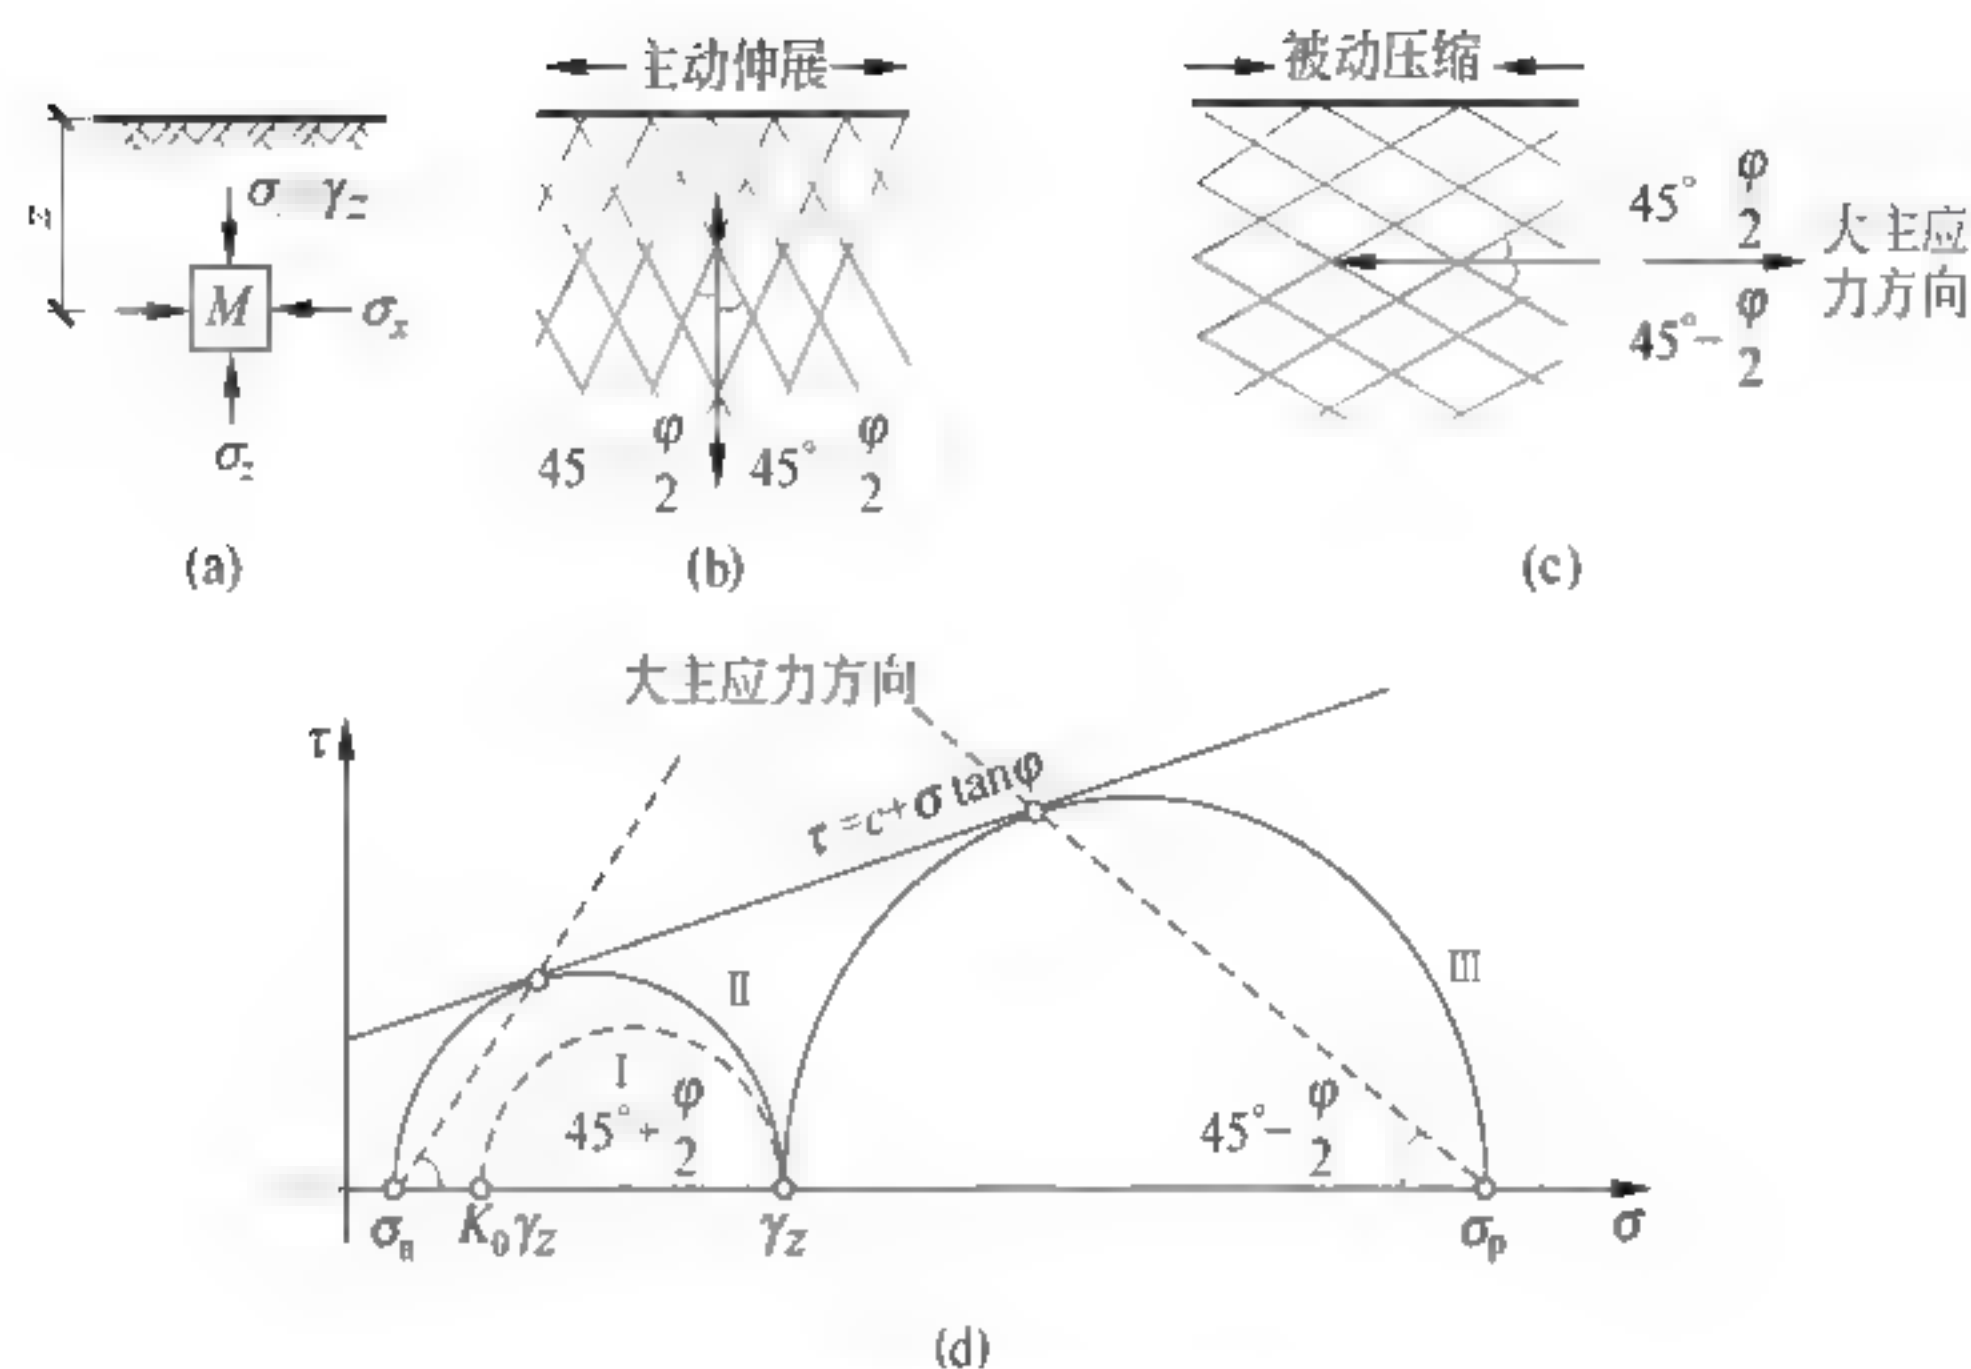 主动伸展
被动压缩
σ γz
z
M
σx
σz
(a)
45 φ/2
45° φ/2
(b)
45° φ/2
45°− φ/2
大主应
力方向
(c)
大主应力方向
τ
τ=c+σ tanφ
Ⅰ
Ⅱ
Ⅲ
45°+ φ/2
45°− φ/2
σa
K0γz
γz
σp
σ
(d)